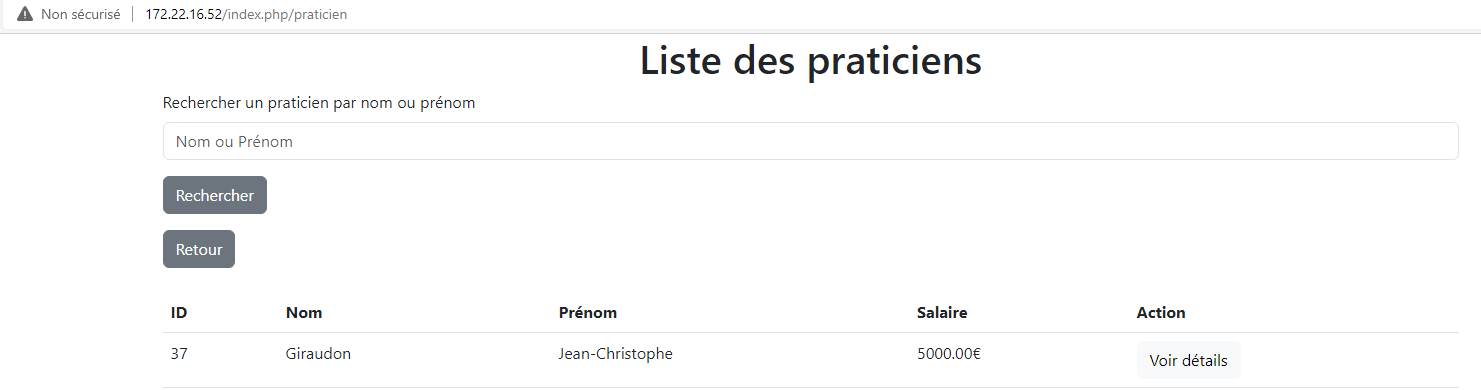 Non sécurisé | 172.22.16.52/index.php/praticien
Liste des praticiens
Rechercher un praticien par nom ou prénom
Nom ou Prénom
Rechercher
Retour
ID Nom Prénom Salaire Action
37 Giraudon Jean-Christophe 5000.00€ Voir détails